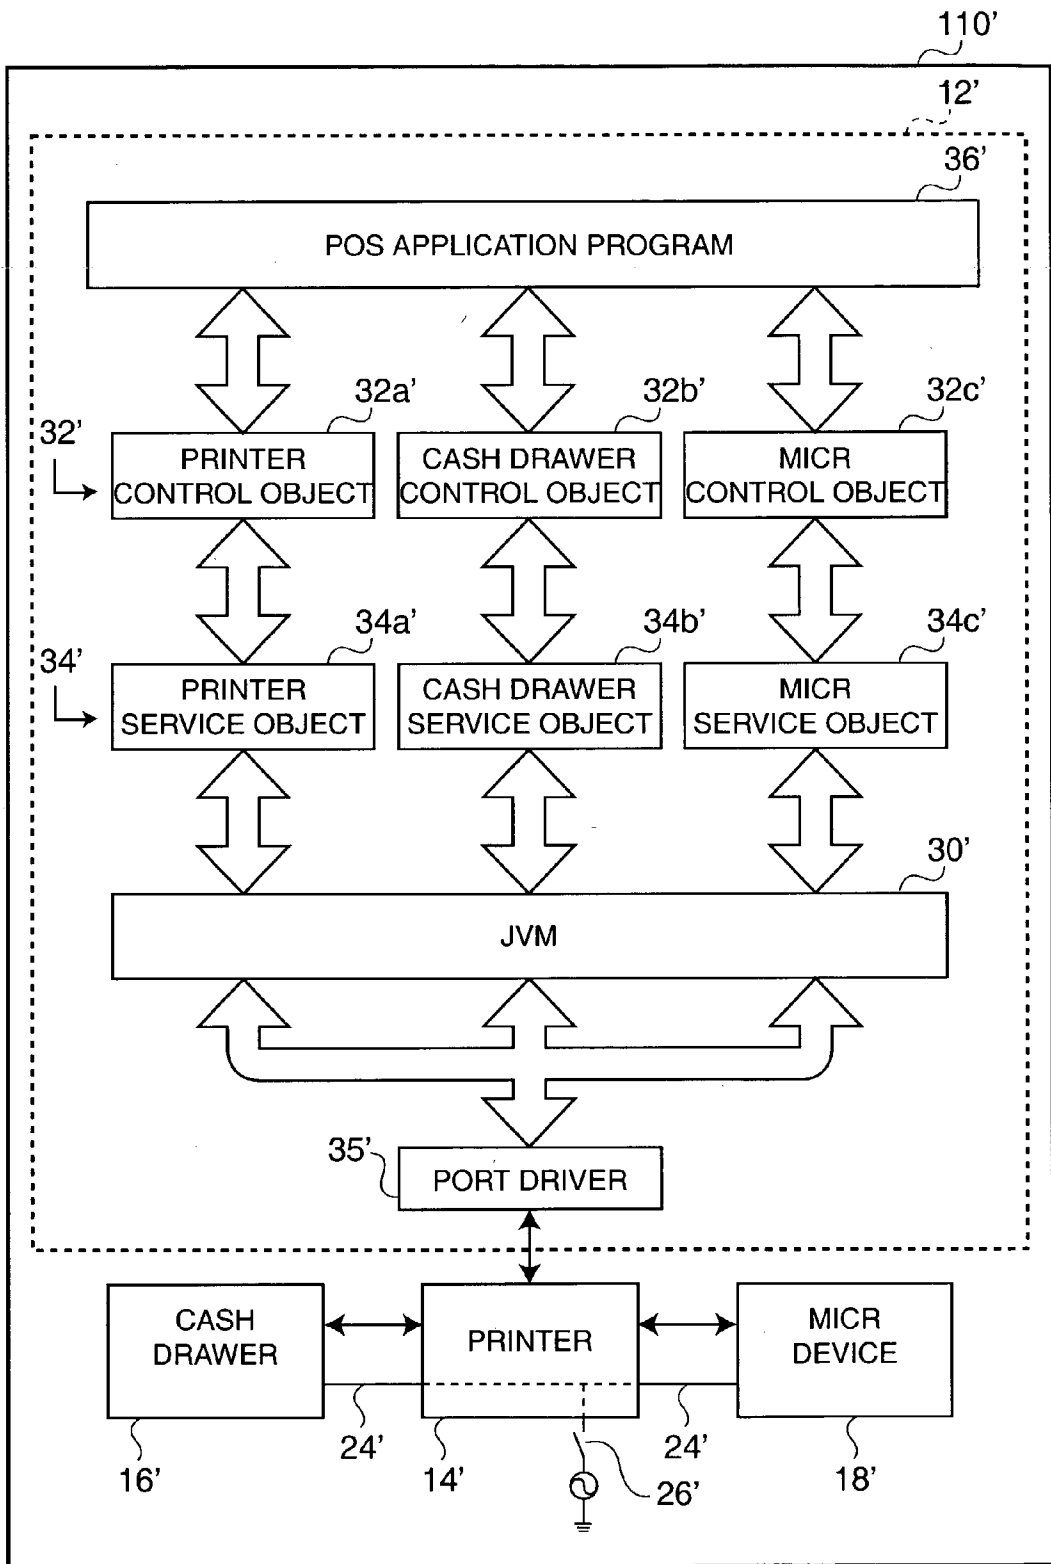 110'
12'
36'
POS APPLICATION PROGRAM
32a'
32b'
32c'
32'
PRINTER
CONTROL OBJECT
CASH DRAWER
CONTROL OBJECT
MICR
CONTROL OBJECT
34a'
34b'
34c'
34'
PRINTER
SERVICE OBJECT
CASH DRAWER
SERVICE OBJECT
MICR
SERVICE OBJECT
30'
JVM
35'
PORT DRIVER
CASH
DRAWER
PRINTER
MICR
DEVICE
16'
24'
14'
26'
24'
18'